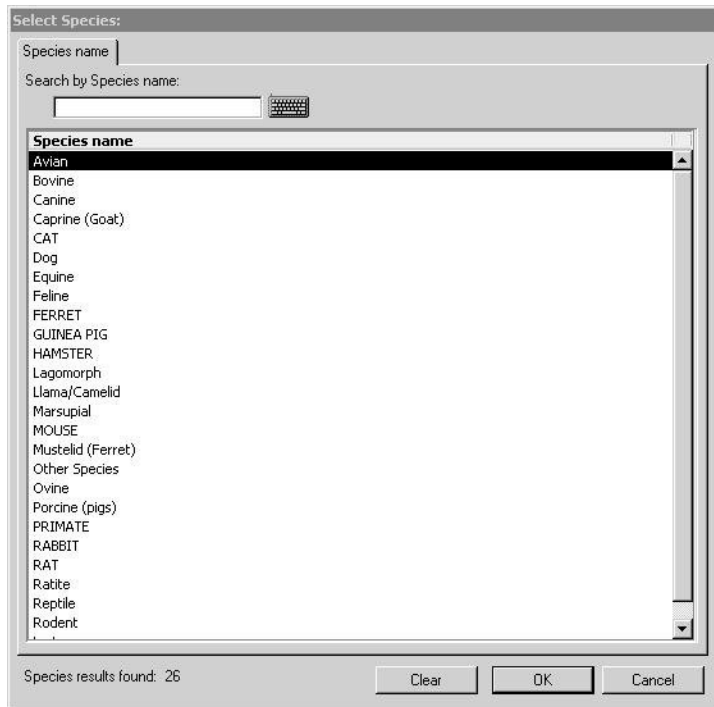 Select Species:
Species name
Search by Species name:
Species name
Avian
Bovine
Canine
Caprine (Goat)
CAT
Dog
Equine
Feline
FERRET
GUINEA PIG
HAMSTER
Lagomorph
Llama/Camelid
Marsupial
MOUSE
Mustelid (Ferret)
Other Species
Ovine
Porcine (pigs)
PRIMATE
RABBIT
RAT
Ratite
Reptile
Rodent
Species results found: 26
Clear
OK
Cancel